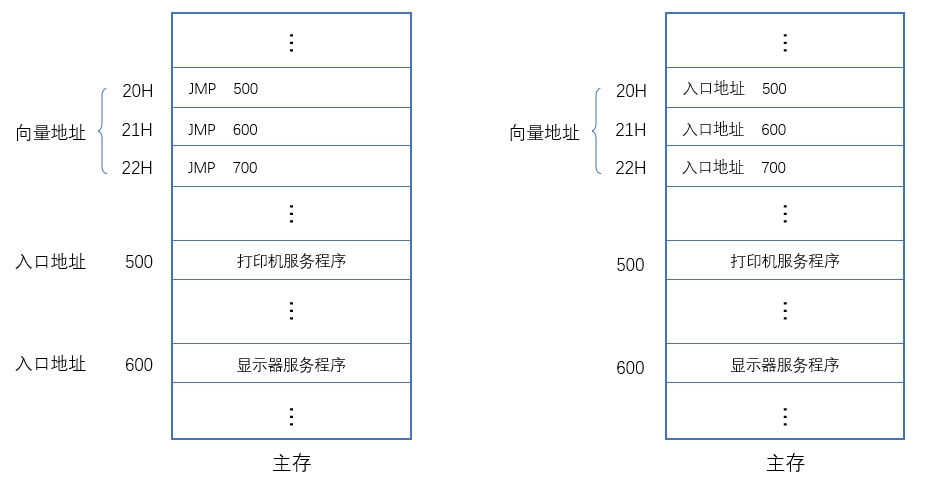 ⋮
20H JMP 500
向量地址 21H JMP 600
22H JMP 700
⋮
入口地址 500 打印机服务程序
⋮
入口地址 600 显示器服务程序
⋮
主存
⋮
20H 入口地址 500
向量地址 21H 入口地址 600
22H 入口地址 700
⋮
500 打印机服务程序
⋮
600 显示器服务程序
⋮
主存